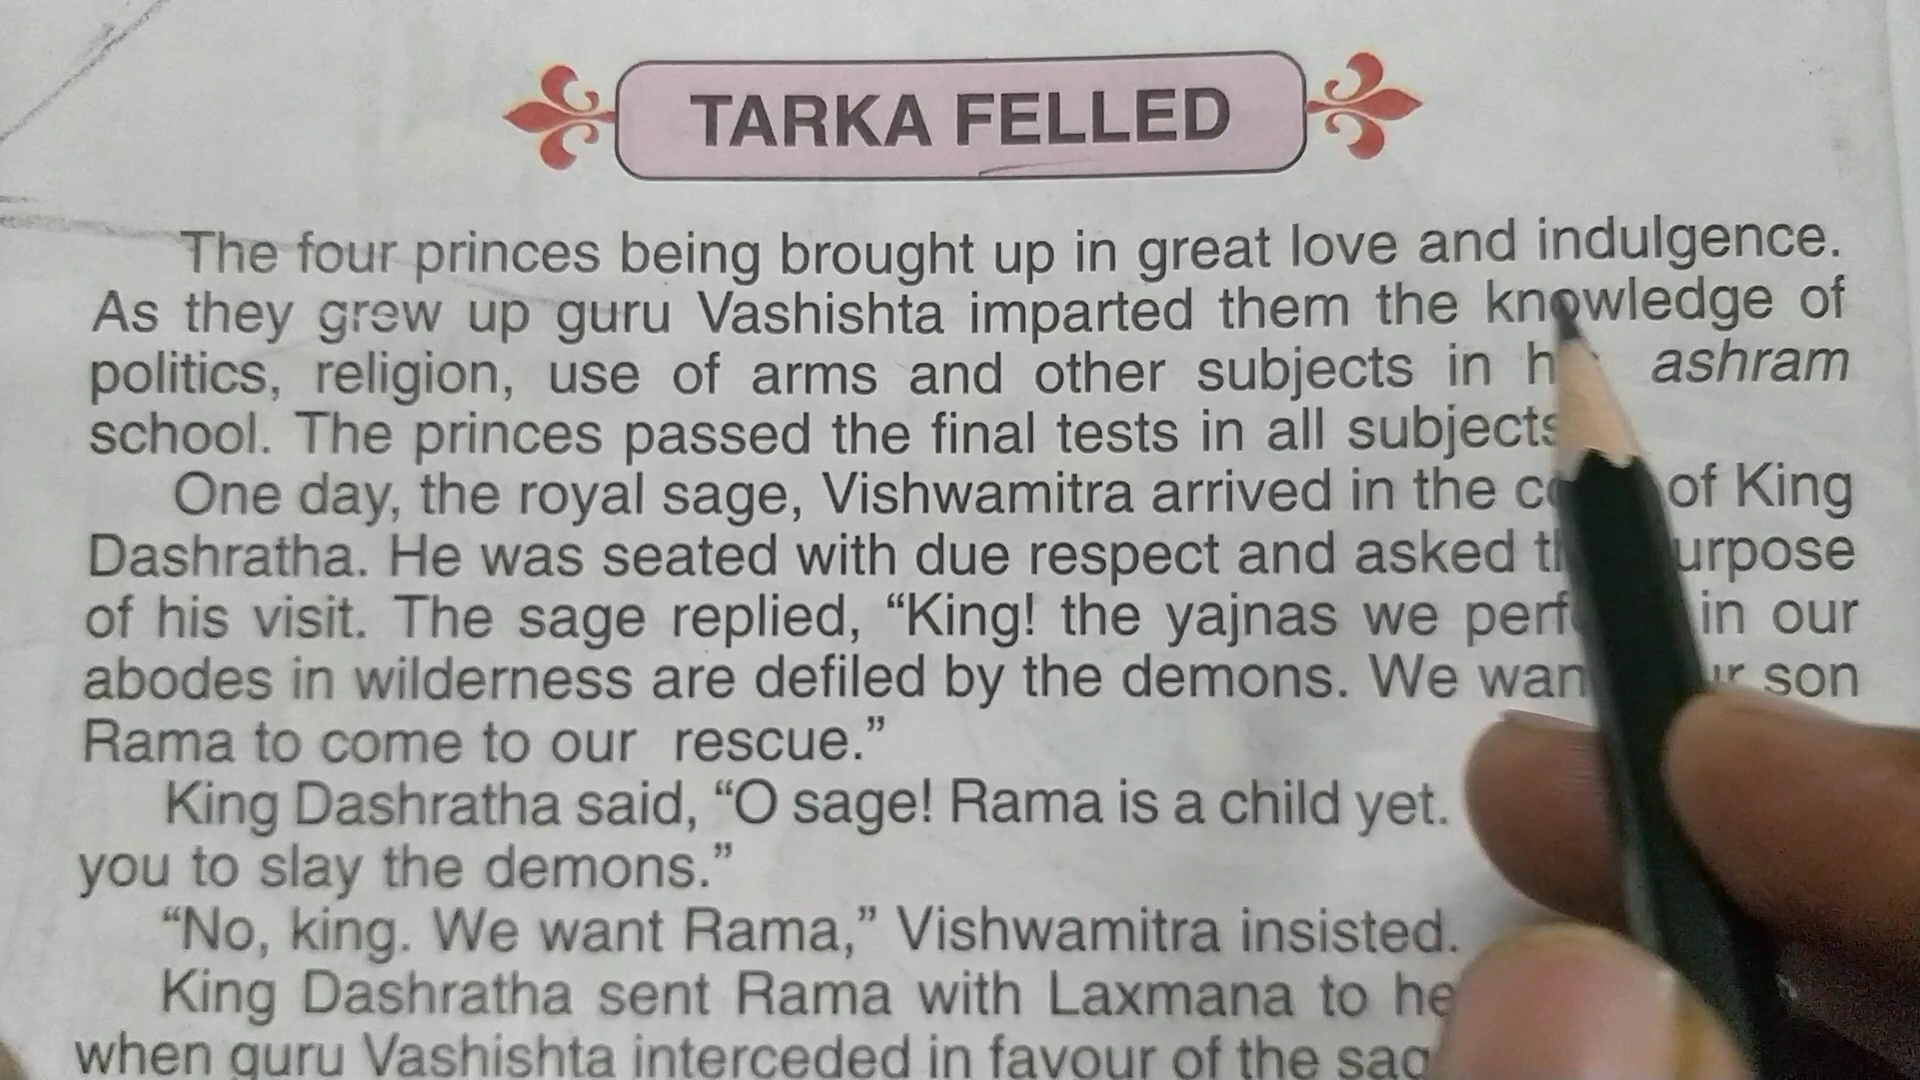 TARKA FELLED
The four princes being brought up in great love and indulgence.
As they grew up guru Vashishta imparted them the knowledge of
politics, religion, use of arms and other subjects in ashram
school. The princes passed the final tests in all subjects
One day, the royal sage, Vishwamitra arrived in the of King
Dashratha. He was seated with due respect and asked
of his visit. The sage replied, “King! the yajnas we in our
abodes in wilderness are defiled by the demons. We son
Rama to come to our rescue.”
King Dashratha said, “O sage! Rama is a child yet.
you to slay the demons.”
“No, king. We want Rama,” Vishwamitra insisted.
King Dashratha sent Rama with Laxmana to
when guru Vashishta interceded in favour of the